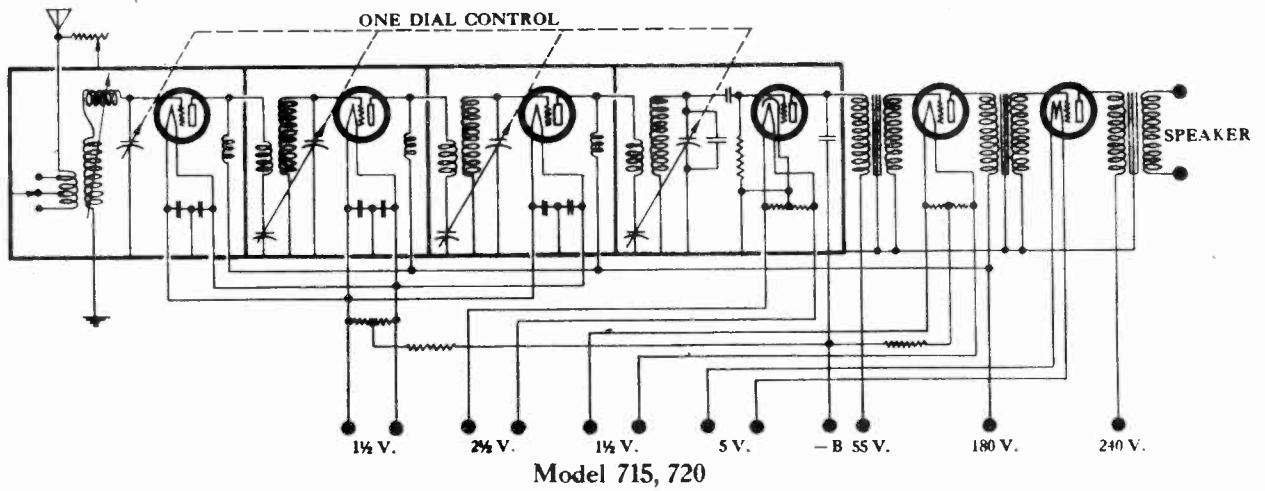 ONE DIAL CONTROL
SPEAKER
1½ V. 2½ V. 1½ V. 5 V. — B 55 V. 180 V. 240 V.
Model 715, 720